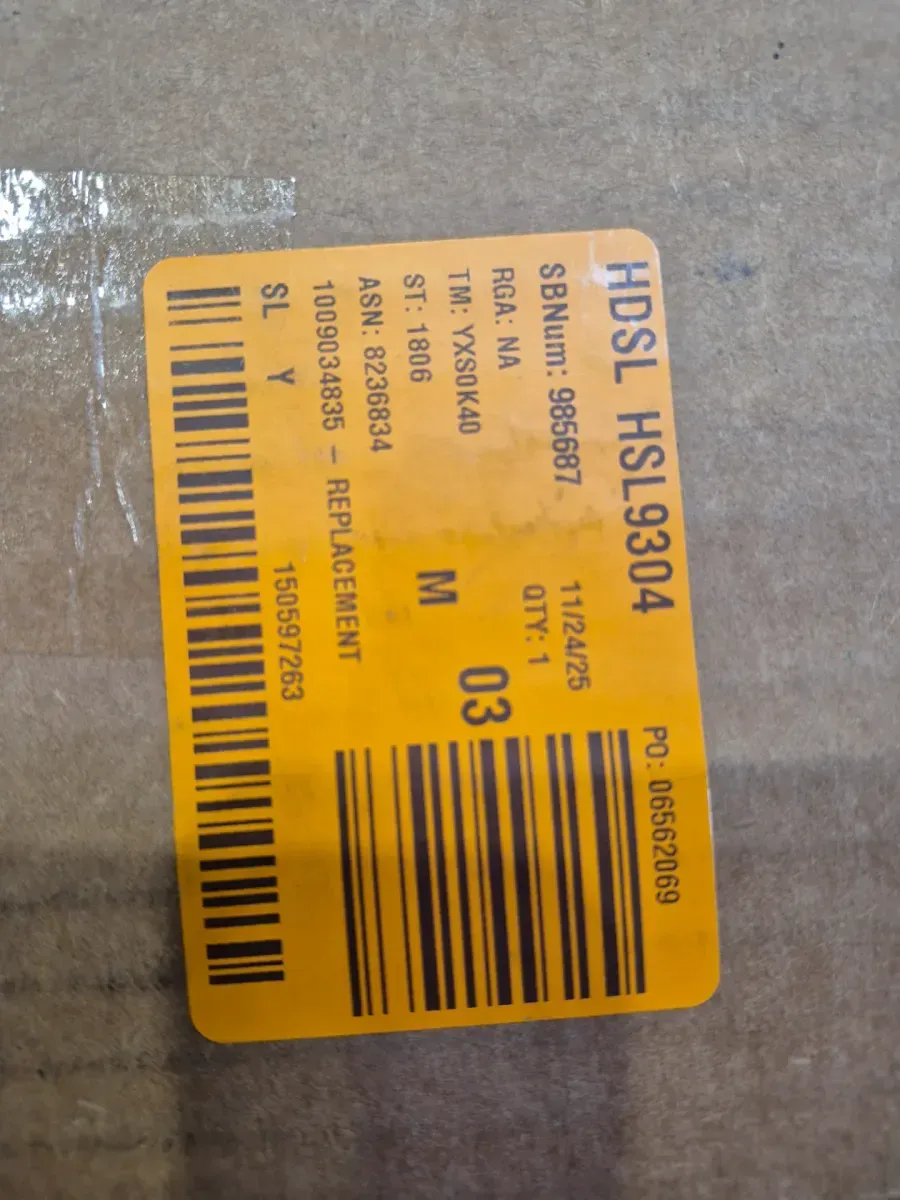 HDSL HSL9304
PO: 06562069
SBNum: 985687
11/24/25
RGA: NA
QTY: 1
TM: YXS0K40
03
ST: 1806
M
ASN: 8236834
1009034835 - REPLACEMENT
SL Y 150597263